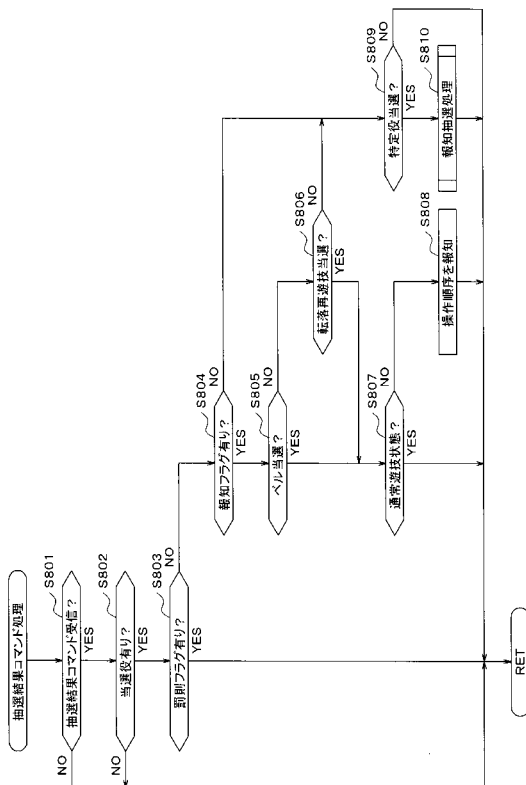 抽選結果コマンド処理
S801
抽選結果コマンド受信？
NO
YES
S802
当選役有り？
NO
YES
S803
罰則フラグ有り？
NO
YES
S804
報知フラグ有り？
NO
YES
S805
ベル当選？
NO
YES
S806
転落再遊技当選？
NO
YES
S807
通常遊技状態？
NO
YES
S808
操作順序を報知
S809
特定役当選？
NO
YES
S810
報知抽選処理
RET